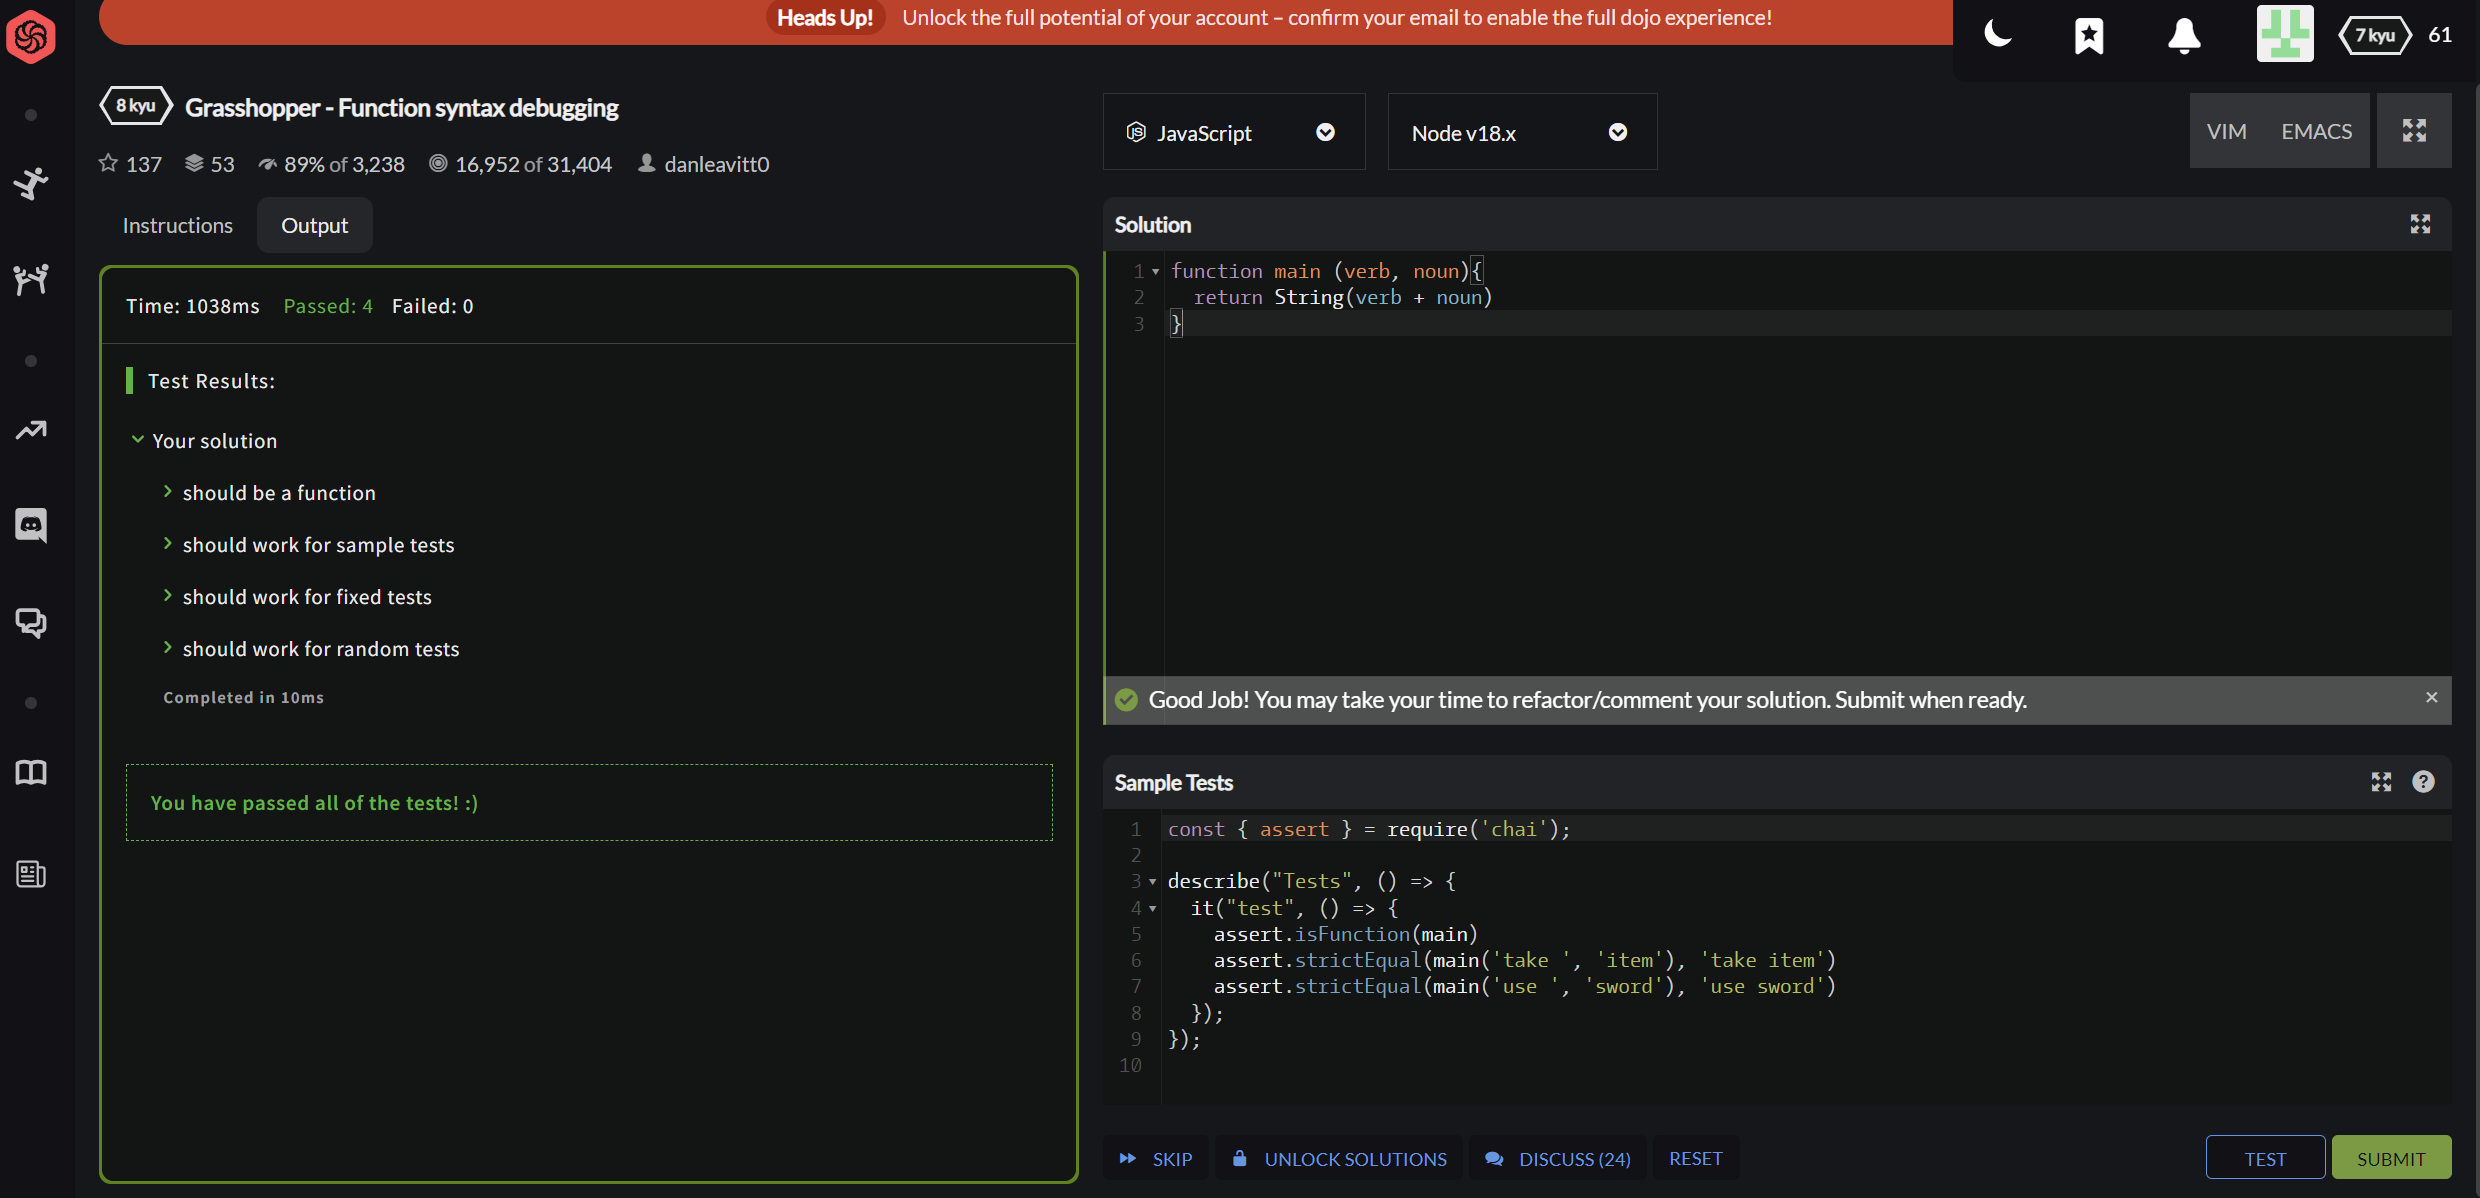 Heads Up! Unlock the full potential of your account – confirm your email to enable the full dojo experience!
7 kyu 61
8 kyu Grasshopper - Function syntax debugging
137 53 89% of 3,238 16,952 of 31,404 danleavitt0
Instructions Output
Time: 1038ms Passed: 4 Failed: 0
Test Results:
Your solution
should be a function
should work for sample tests
should work for fixed tests
should work for random tests
Completed in 10ms
You have passed all of the tests! :)
JS JavaScript Node v18.x
VIM EMACS
Solution
1 function main (verb, noun){
2 return String(verb + noun)
3 }
Good Job! You may take your time to refactor/comment your solution. Submit when ready. ×
Sample Tests ?
1 const { assert } = require('chai');
2
3 describe("Tests", () => {
4 it("test", () => {
5 assert.isFunction(main)
6 assert.strictEqual(main('take ', 'item'), 'take item')
7 assert.strictEqual(main('use ', 'sword'), 'use sword')
8 });
9 });
10
SKIP UNLOCK SOLUTIONS DISCUSS (24) RESET TEST SUBMIT